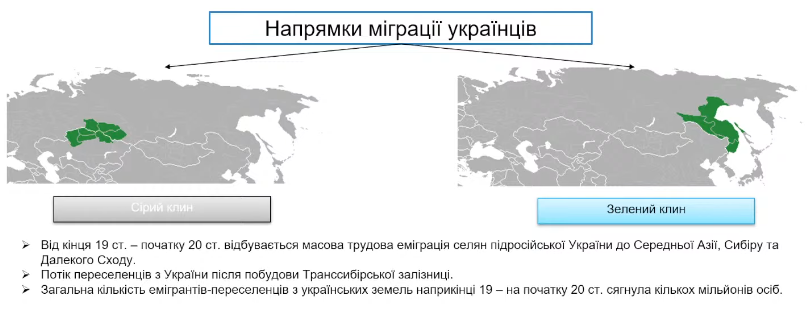 Напрямки міграції українців
Сірий клин
Зелений клин
Від кінця 19 ст. – початку 20 ст. відбувається масова трудова еміграція селян підросійської України до Середньої Азії, Сибіру та
Далекого Сходу.
Потік переселенців з України після побудови Транссибірської залізниці.
Загальна кількість емігрантів-переселенців з українських земель наприкінці 19 – на початку 20 ст. сягнула кількох мільйонів осіб.